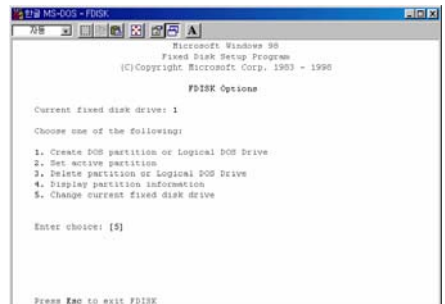 한글 MS-DOS - FDISK
자동
A
Microsoft Windows 98
Fixed Disk Setup Program
(C)Copyright Microsoft Corp. 1983 - 1998
FDISK Options
Current fixed disk drive: 1
Choose one of the following:
1. Create DOS partition or Logical DOS Drive
2. Set active partition
3. Delete partition or Logical DOS Drive
4. Display partition information
5. Change current fixed disk drive
Enter choice: [5]
Press Esc to exit FDISK